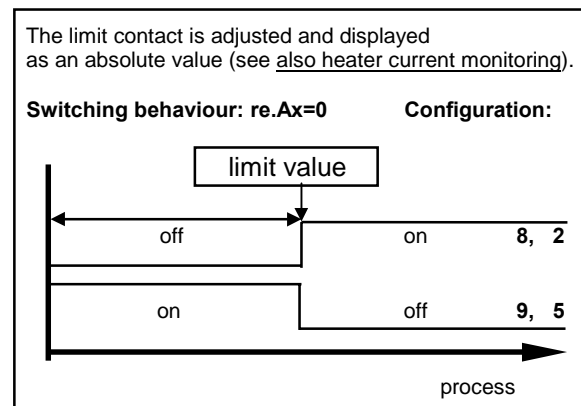 The limit contact is adjusted and displayed
as an absolute value (see also heater current monitoring).
Switching behaviour: re.Ax=0 Configuration:
limit value
off on 8, 2
on off 9, 5
process